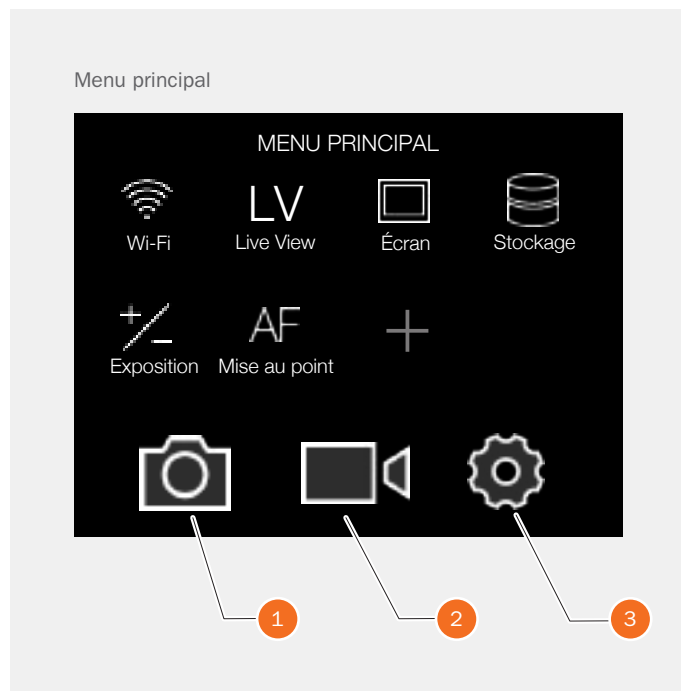 Menu principal
MENU PRINCIPAL
Wi-Fi
LV
Live View
Écran
Stockage
Exposition
AF
Mise au point
1
2
3